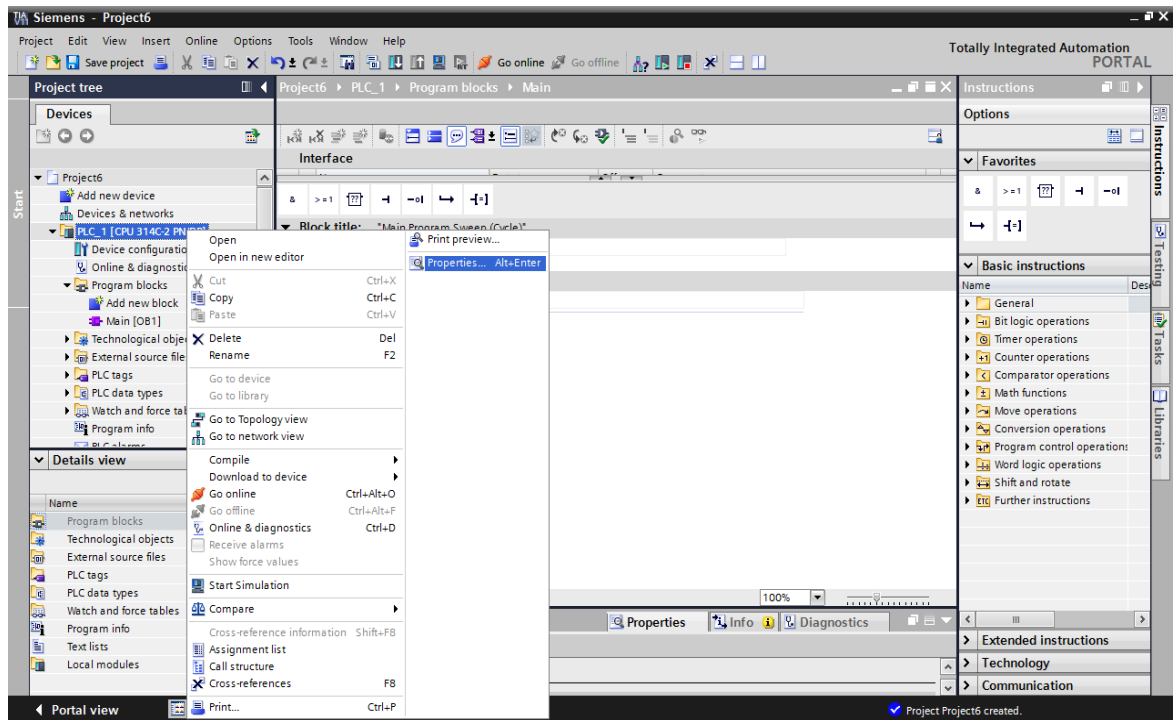 Siemens - Project6
Project Edit View Insert Online Options Tools Window Help
Totally Integrated Automation
PORTAL
Save project
Go online
Go offline
Project tree
Project6 PLC_1 Program blocks Main
Instructions
Devices
Options
Start
Interface
Project6
Add new device
Devices & networks
PLC_1 [CPU 314C-2 PN/DP]
Device configuratio
Online & diagnostic
Program blocks
Add new block
Main [OB1]
Technological obje
External source file
PLC tags
PLC data types
Watch and force tab
Program info
PLC alarms
& >=1 ??
Block title: "Main Program Sweep (Cycle)"
Open
Open in new editor
Cut Ctrl+X
Copy Ctrl+C
Paste Ctrl+V
Delete Del
Rename F2
Go to device
Go to library
Go to Topology view
Go to network view
Compile
Download to device
Go online Ctrl+Alt+O
Go offline Ctrl+Alt+F
Online & diagnostics Ctrl+D
Receive alarms
Show force values
Start Simulation
Compare
Cross-reference information Shift+F8
Assignment list
Call structure
Cross-references F8
Print... Ctrl+P
Print preview...
Properties... Alt+Enter
100%
Properties
Info
Diagnostics
Details view
Name
Program blocks
Technological objects
External source files
PLC tags
PLC data types
Watch and force tables
Program info
Text lists
Local modules
Favorites
& >=1 ??
Basic instructions
Name Des
General
Bit logic operations
Timer operations
Counter operations
Comparator operations
Math functions
Move operations
Conversion operations
Program control operations
Word logic operations
Shift and rotate
Further instructions
Extended instructions
Technology
Communication
Instructions
Testing
Tasks
Libraries
Portal view
Project Project6 created.